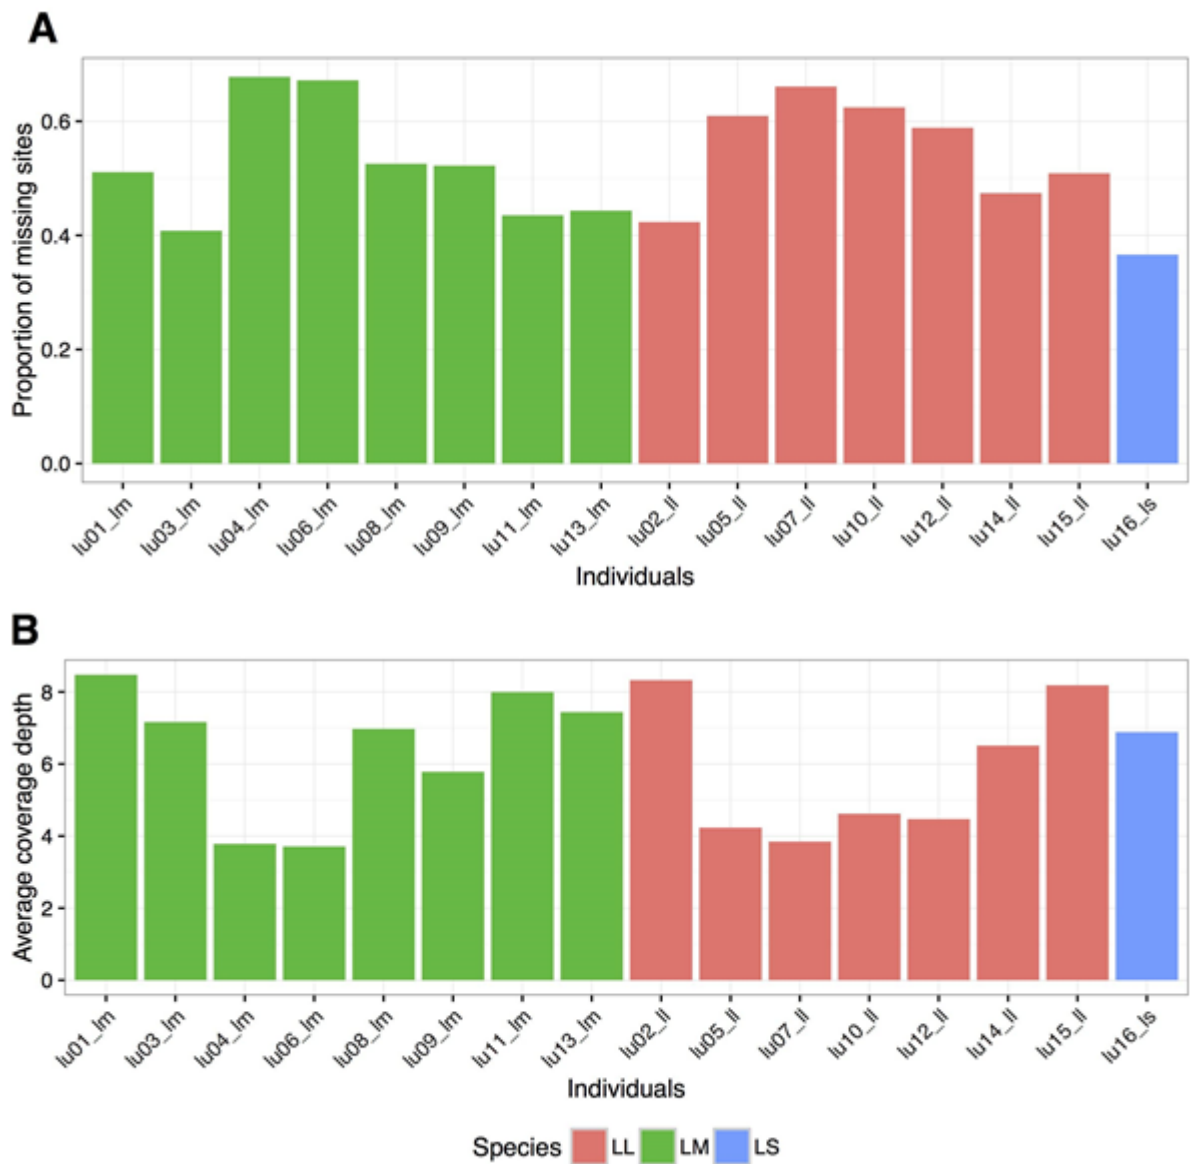 A
Proportion of missing sites
0.6
0.4
0.2
0.0
lu01_lm lu03_lm lu04_lm lu06_lm lu08_lm lu09_lm lu11_lm lu13_lm lu02_ll lu05_ll lu07_ll lu10_ll lu12_ll lu14_ll lu15_ll lu16_ls
Individuals
B
Average coverage depth
8
6
4
2
0
lu01_lm lu03_lm lu04_lm lu06_lm lu08_lm lu09_lm lu11_lm lu13_lm lu02_ll lu05_ll lu07_ll lu10_ll lu12_ll lu14_ll lu15_ll lu16_ls
Individuals
Species LL LM LS